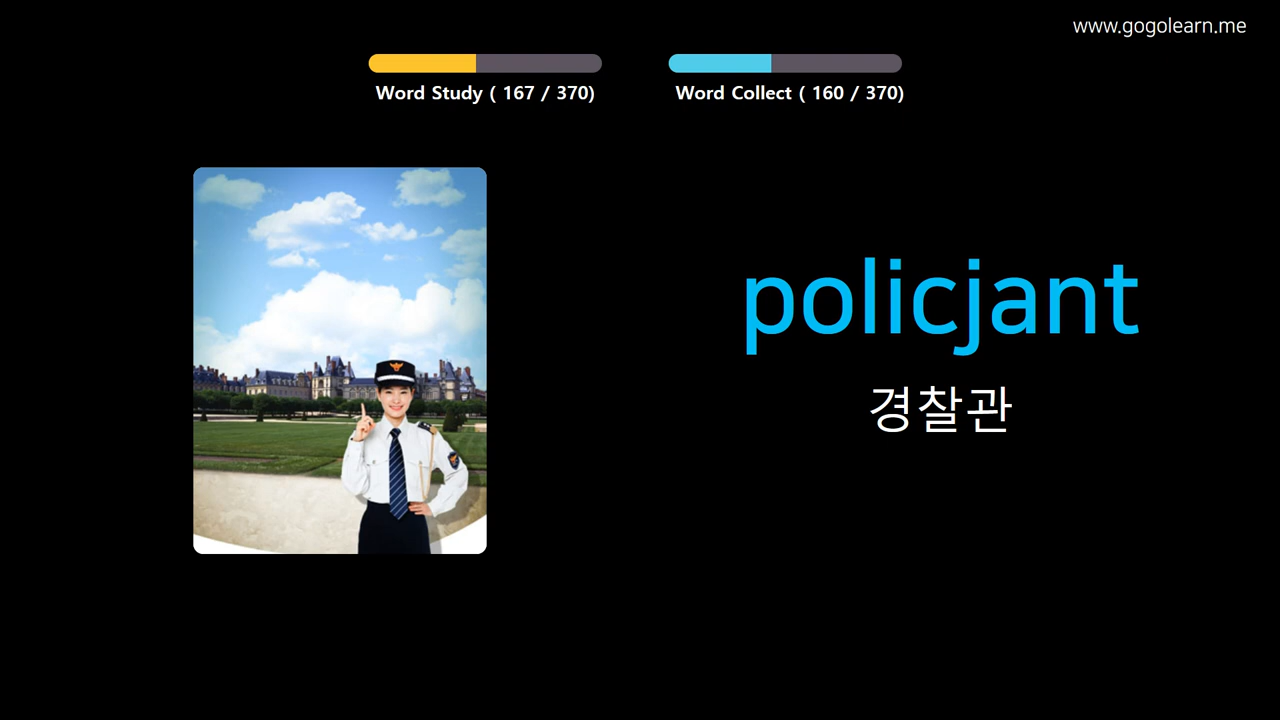 www.gogolearn.me
Word Study ( 167 / 370)
Word Collect ( 160 / 370)
policjant
경찰관